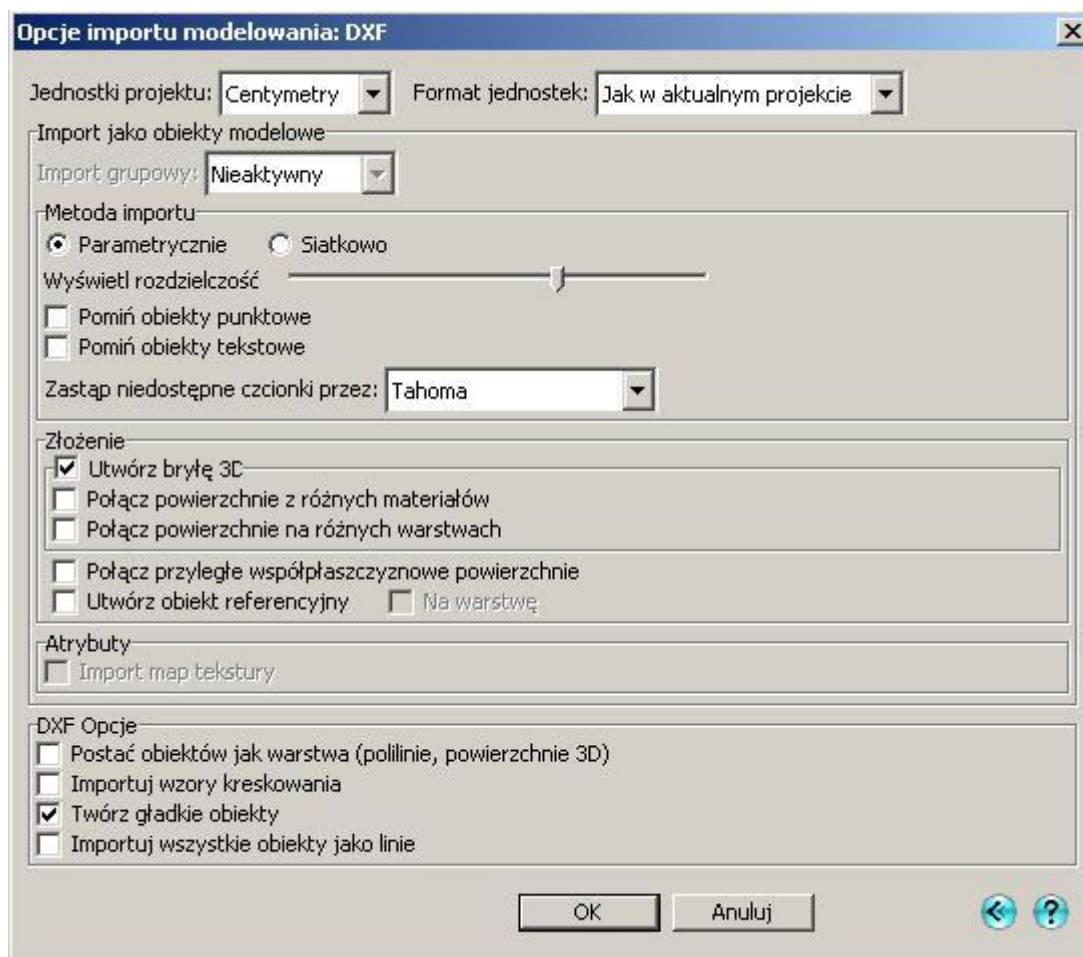 Opcje importu modelowania: DXF
Jednostki projektu: Centymetry Format jednostek: Jak w aktualnym projekcie
Import jako obiekty modelowe
Import grupowy: Nieaktywny
Metoda importu
Parametrycznie Siatkowo
Wyświetl rozdzielczość
Pomiń obiekty punktowe
Pomiń obiekty tekstowe
Zastąp niedostępne czcionki przez: Tahoma
Złożenie
Utwórz bryłę 3D
Połącz powierzchnie z różnych materiałów
Połącz powierzchnie na różnych warstwach
Połącz przyległe współpłaszczyznowe powierzchnie
Utwórz obiekt referencyjny Na warstwę
Atrybuty
Import map tekstury
DXF Opcje
Postać obiektów jak warstwa (polilinie, powierzchnie 3D)
Importuj wzory kreskowania
Twórz gładkie obiekty
Importuj wszystkie obiekty jako linie
OK Anuluj ?